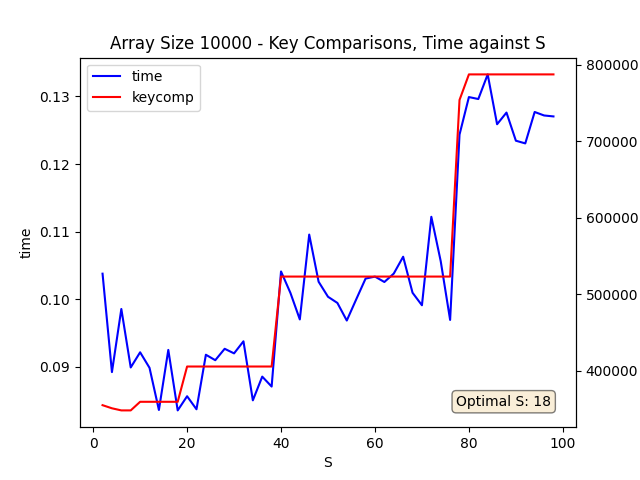 Array Size 10000 - Key Comparisons, Time against S
time
keycomp
0.13
0.12
0.11
0.10
0.09
time
800000
700000
600000
500000
400000
Optimal S: 18
0 20 40 60 80 100
S